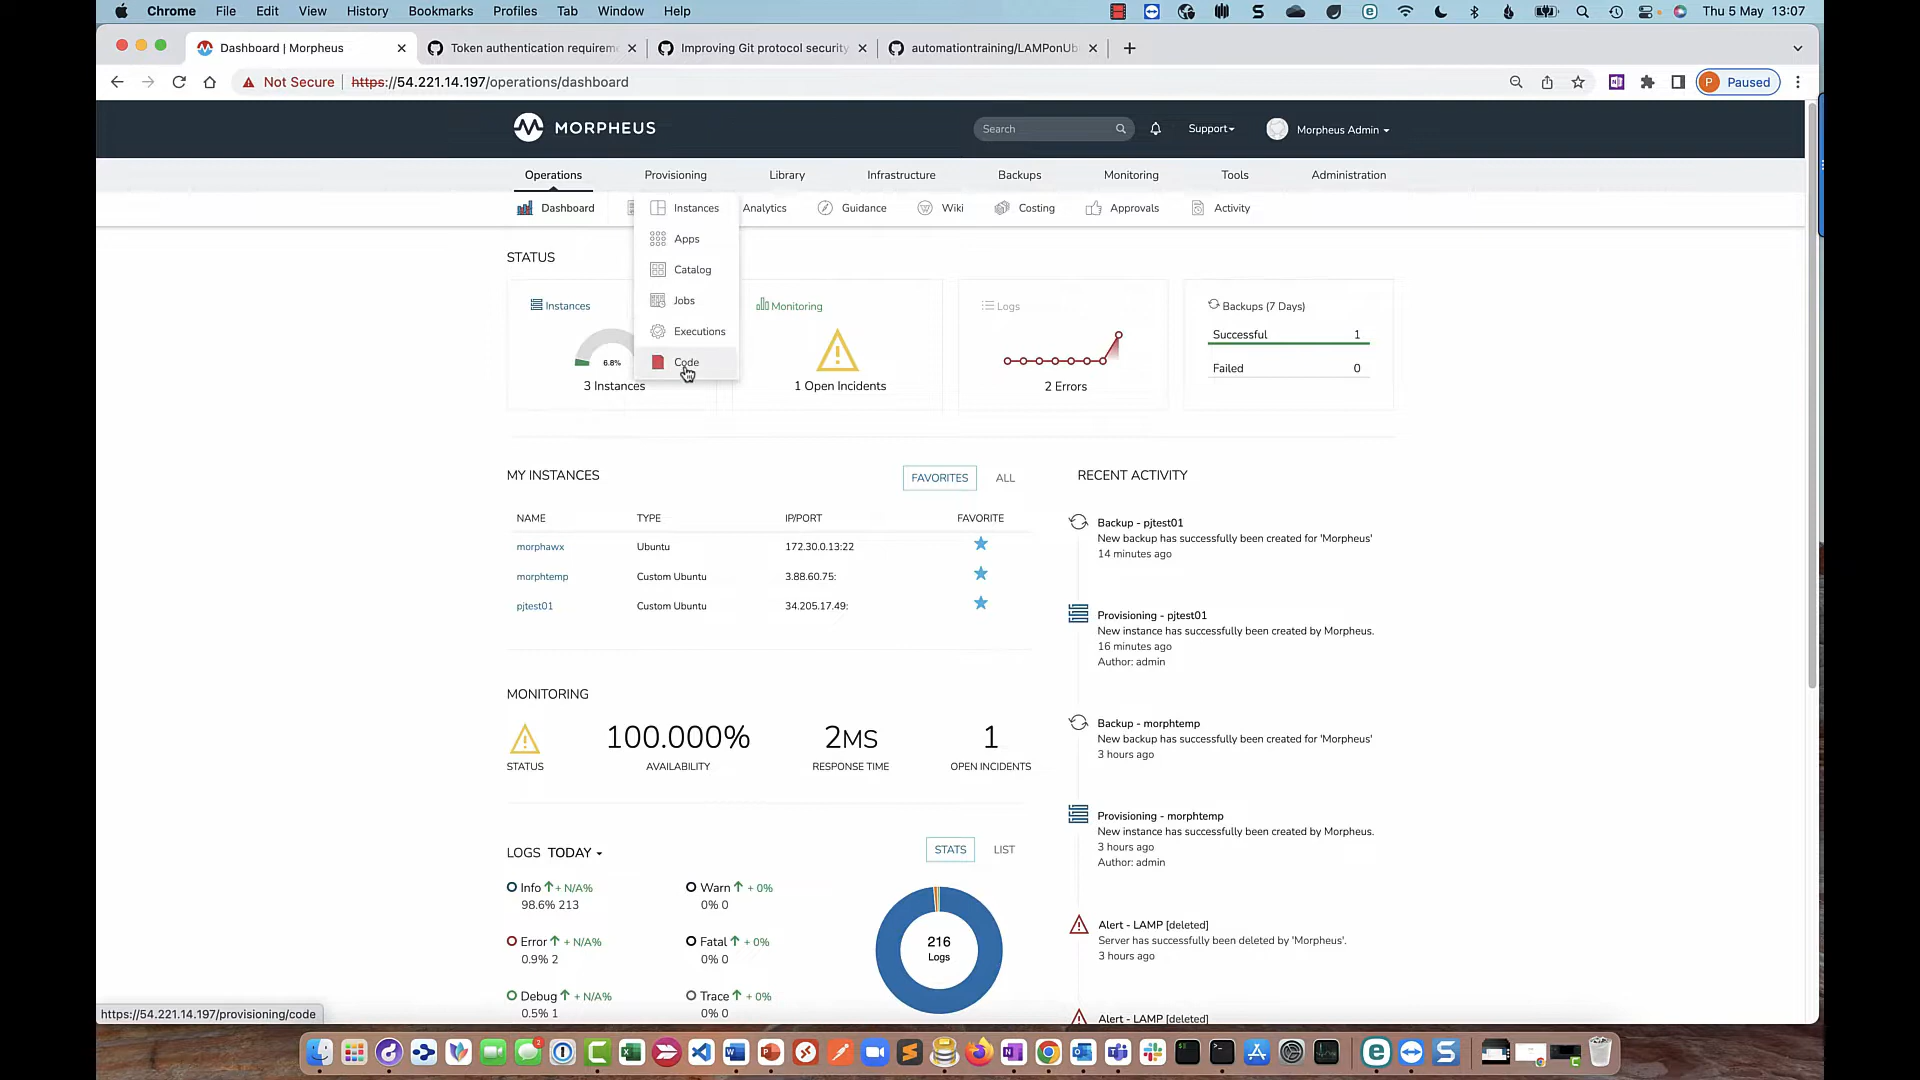 Chrome File Edit View History Bookmarks Profiles Tab Window Help Thu 5 May 13:07
Dashboard | Morpheus
Token authentication requirem
Improving Git protocol security
automationtraining/LAMPonUb
Not Secure https://54.221.14.197/operations/dashboard
P Paused
MORPHEUS
Search
Support
Morpheus Admin
Operations Provisioning Library Infrastructure Backups Monitoring Tools Administration
Dashboard Instances Analytics Guidance Wiki Costing Approvals Activity
Apps
Catalog
Jobs
Executions
Code
STATUS
Instances
6.8%
3 Instances
Monitoring
1 Open Incidents
Logs
2 Errors
Backups (7 Days)
Successful 1
Failed 0
MY INSTANCES
FAVORITES ALL
NAME TYPE IP/PORT FAVORITE
morphawx Ubuntu 172.30.0.13:22
morphtemp Custom Ubuntu 3.88.60.75:
pjtest01 Custom Ubuntu 34.205.17.49:
MONITORING
100.000% 2MS 1
STATUS AVAILABILITY RESPONSE TIME OPEN INCIDENTS
LOGS TODAY
STATS LIST
Info + N/A%
98.6% 213
Warn + 0%
0% 0
Error + N/A%
0.9% 2
Fatal + 0%
0% 0
Debug + N/A%
0.5% 1
Trace + 0%
0% 0
216
Logs
RECENT ACTIVITY
Backup - pjtest01
New backup has successfully been created for 'Morpheus'
14 minutes ago
Provisioning - pjtest01
New instance has successfully been created by Morpheus.
16 minutes ago
Author: admin
Backup - morphtemp
New backup has successfully been created for 'Morpheus'
3 hours ago
Provisioning - morphtemp
New instance has successfully been created by Morpheus.
3 hours ago
Author: admin
Alert - LAMP [deleted]
Server has successfully been deleted by 'Morpheus'.
3 hours ago
Alert - LAMP [deleted]
https://54.221.14.197/provisioning/code